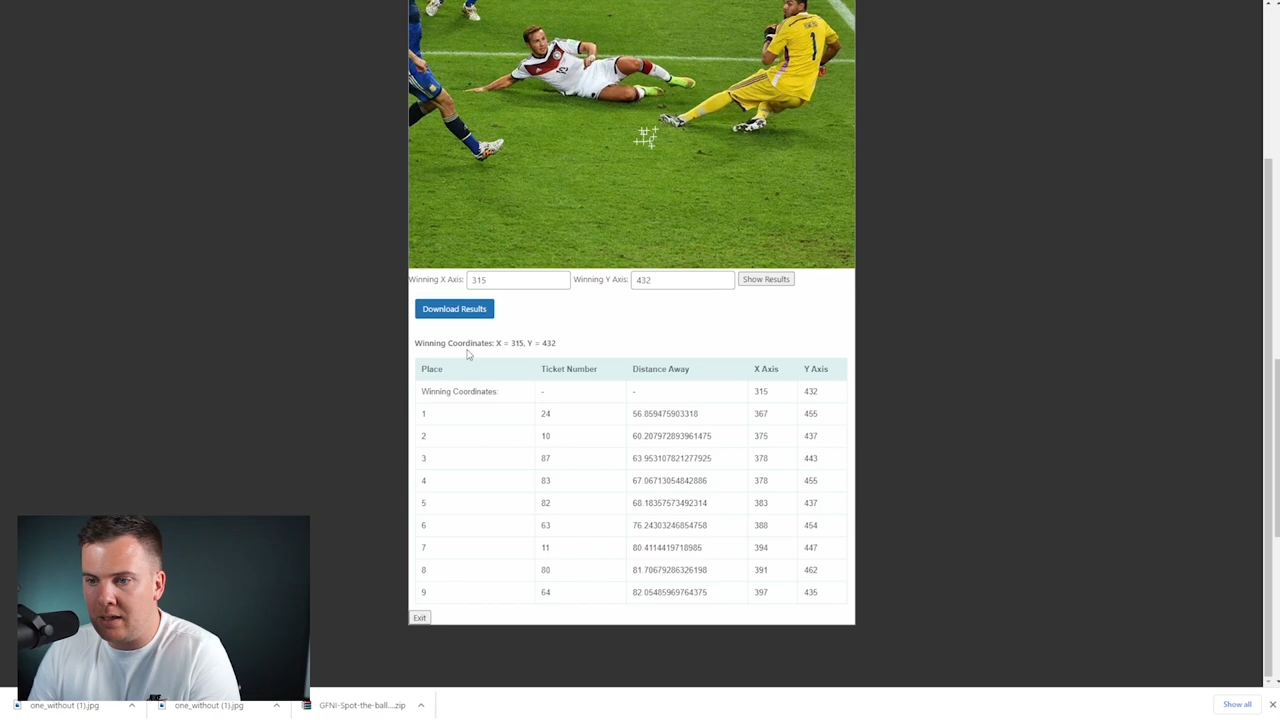 1
Winning X Axis: 315 Winning Y Axis: 432 Show Results
Download Results
Winning Coordinates: X = 315, Y = 432
Place Ticket Number Distance Away X Axis Y Axis
Winning Coordinates: - - 315 432
1 24 56.859475903318 367 455
2 10 60.207972893961475 375 437
3 87 63.953107821277925 378 443
4 83 67.06713054842886 378 455
5 82 68.18357573492314 383 437
6 63 76.24303246854758 388 454
7 11 80.4114419718985 394 447
8 80 81.70679286326198 391 462
9 64 82.05485969764375 397 435
Exit
one_without (1).jpg one_without (1).jpg GFNI-Spot-the-ball....zip Show all